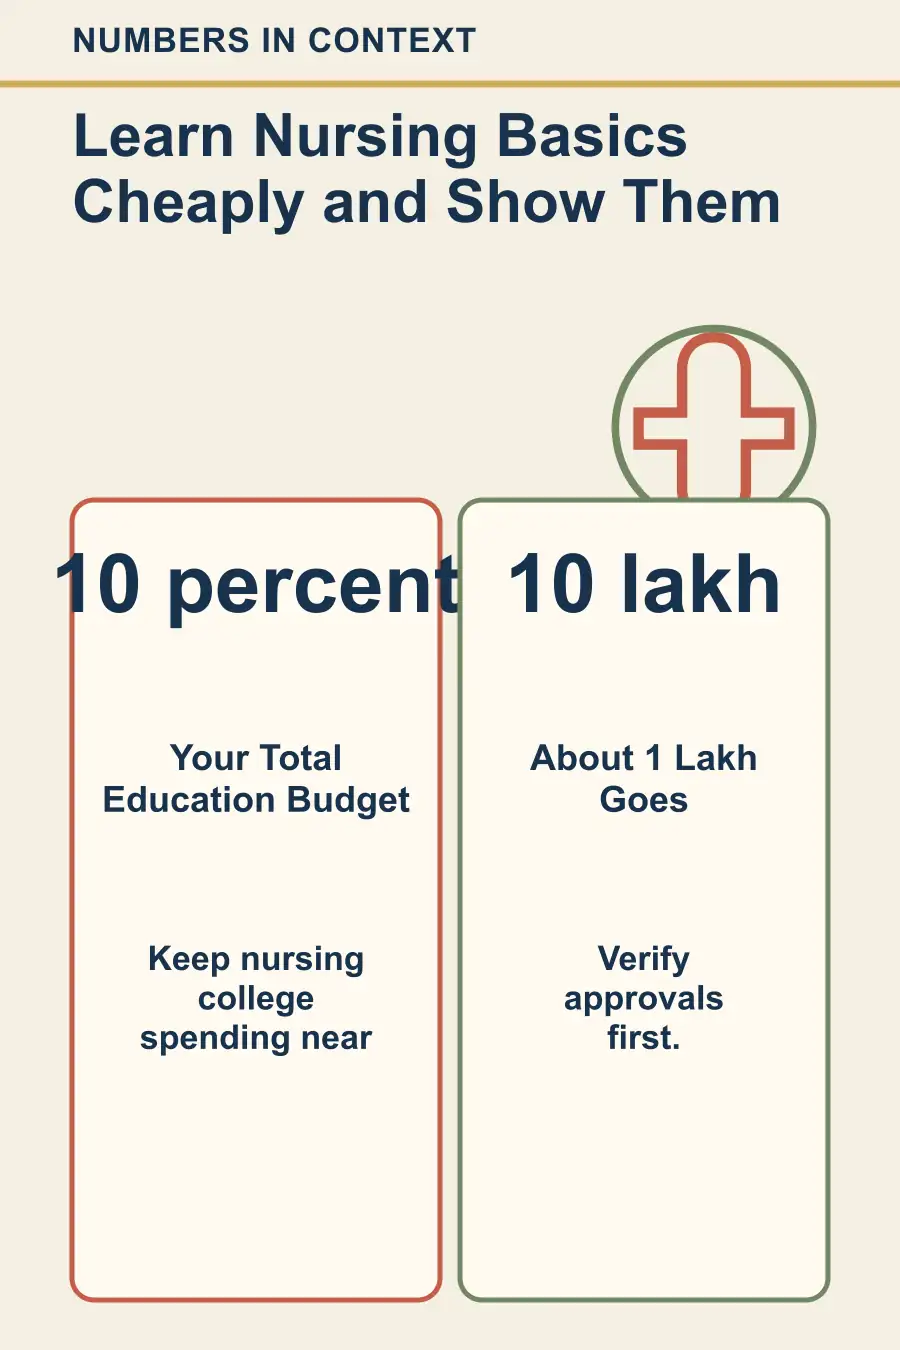 NUMBERS IN CONTEXT
Learn Nursing Basics
Cheaply and Show Them
10 percent
Your Total
Education Budget
Keep nursing
college
spending near
10 lakh
About 1 Lakh
Goes
Verify
approvals
first.